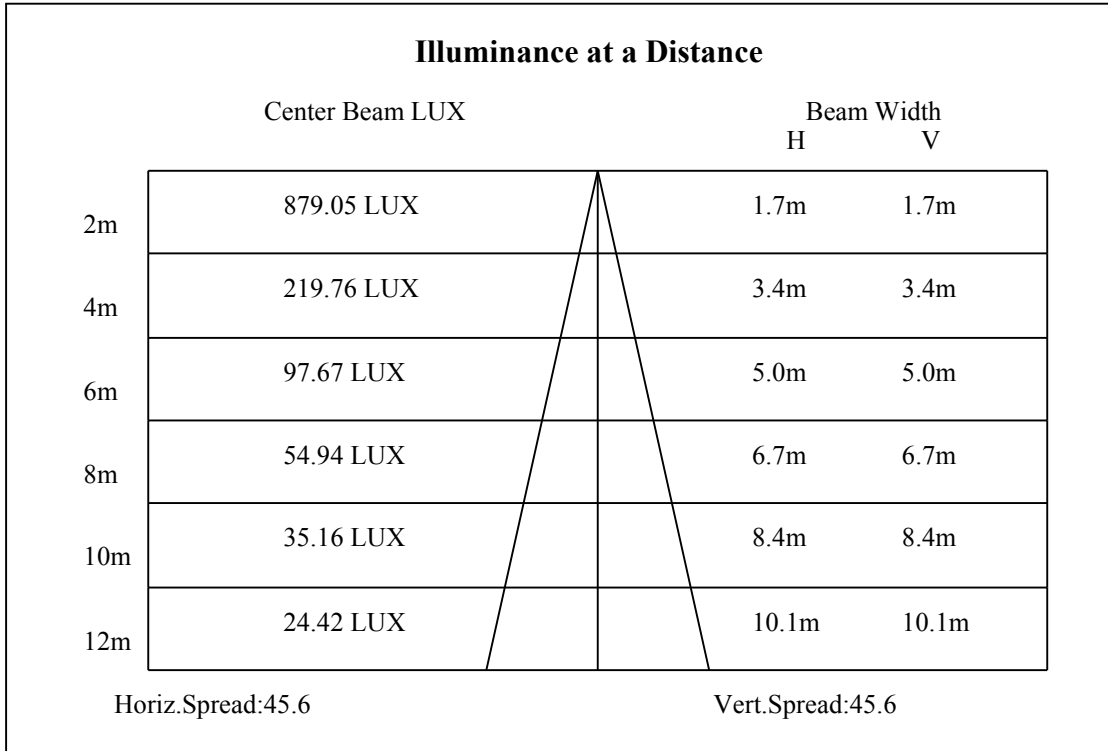 Illuminance at a Distance
Center Beam LUX Beam Width
H V
2m 879.05 LUX 1.7m 1.7m
4m 219.76 LUX 3.4m 3.4m
6m 97.67 LUX 5.0m 5.0m
8m 54.94 LUX 6.7m 6.7m
10m 35.16 LUX 8.4m 8.4m
12m 24.42 LUX 10.1m 10.1m
Horiz.Spread:45.6 Vert.Spread:45.6